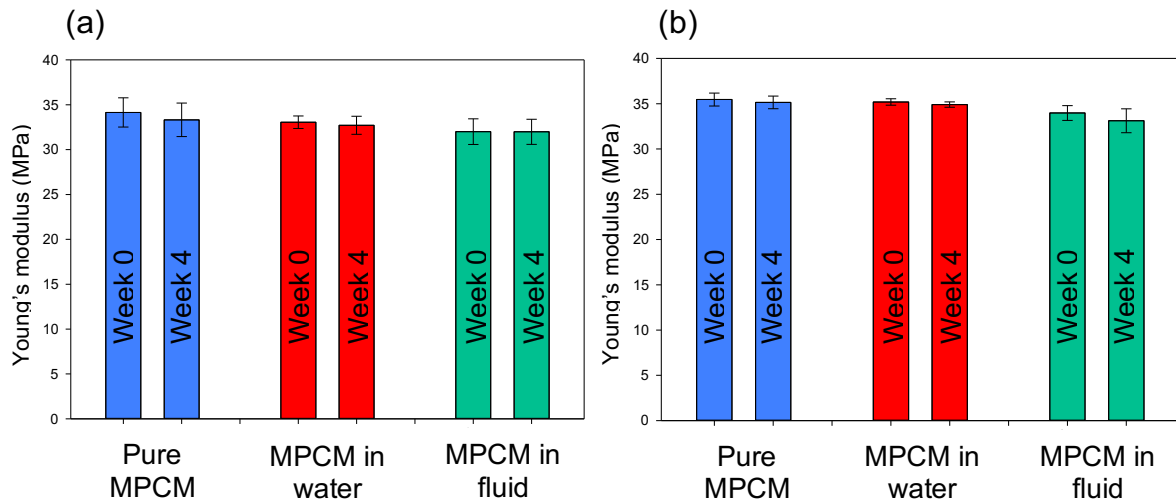 (a)
Young's modulus (MPa)
40
35
30
25
20
15
10
5
0
Week 0
Week 4
Week 0
Week 4
Week 0
Week 4
Pure
MPCM
MPCM in
water
MPCM in
fluid
(b)
Young's modulus (MPa)
40
35
30
25
20
15
10
5
0
Week 0
Week 4
Week 0
Week 4
Week 0
Week 4
Pure
MPCM
MPCM in
water
MPCM in
fluid